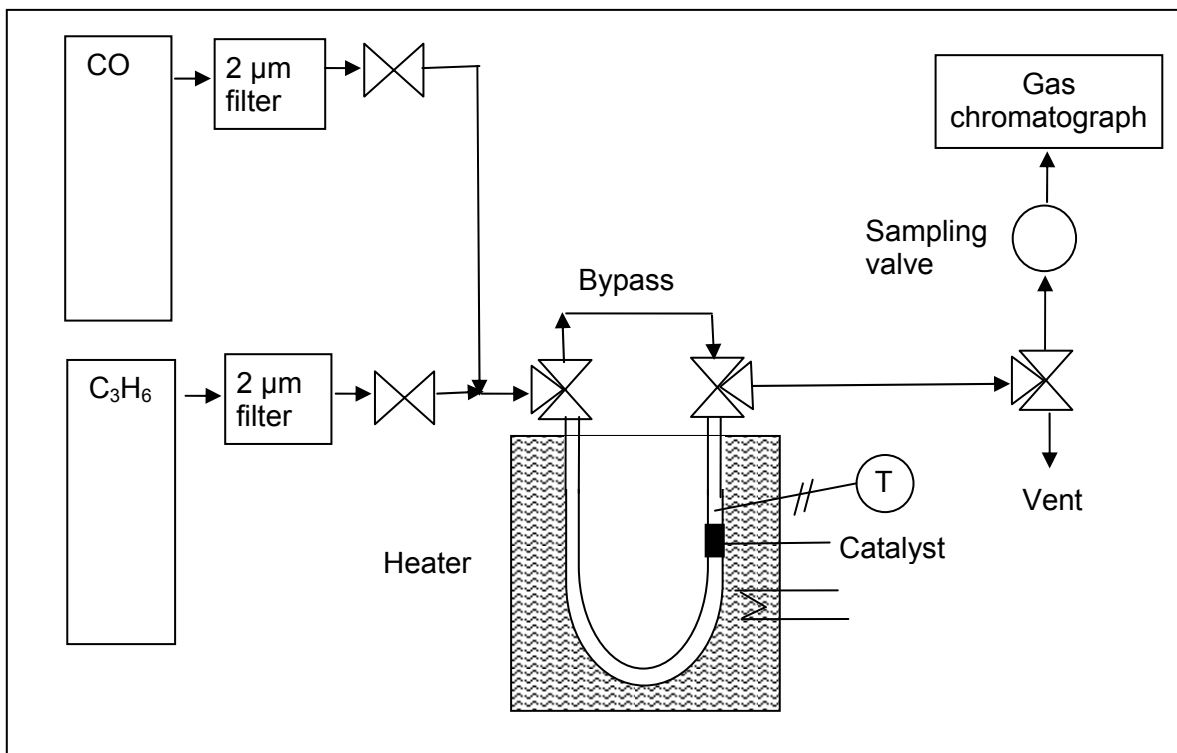 CO
2 µm
filter
Gas
chromatograph
Sampling
valve
Bypass
C₃H₆
2 µm
filter
T
Vent
Heater
Catalyst